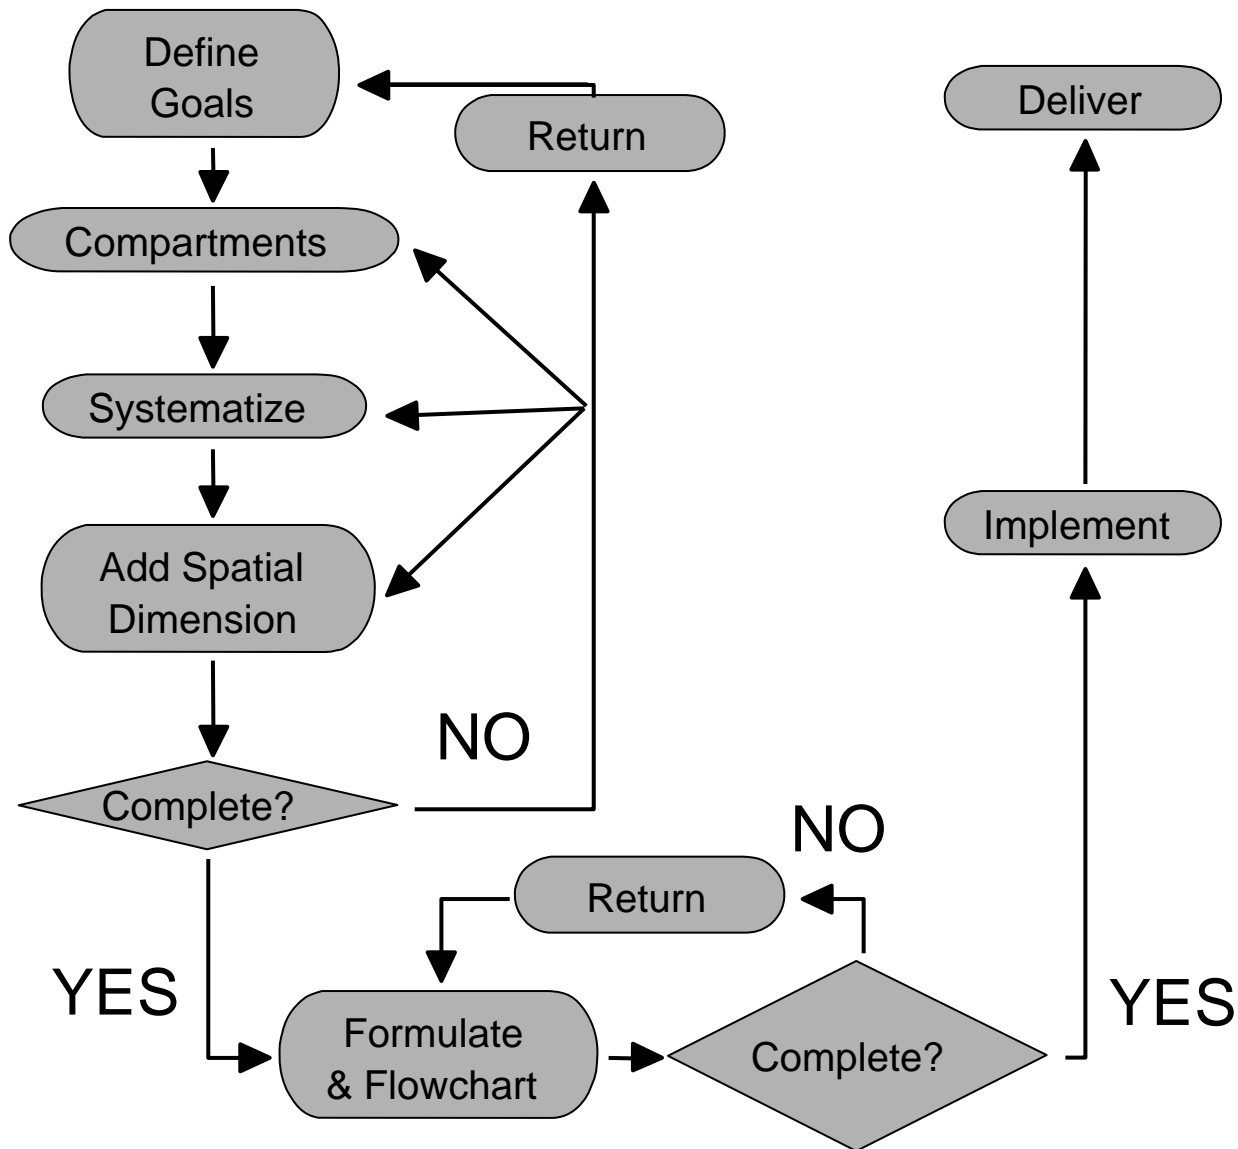 Define
Goals
Return
Deliver
Compartments
Systematize
Implement
Add Spatial
Dimension
NO
Complete?
NO
Return
YES
YES
Formulate
& Flowchart
Complete?